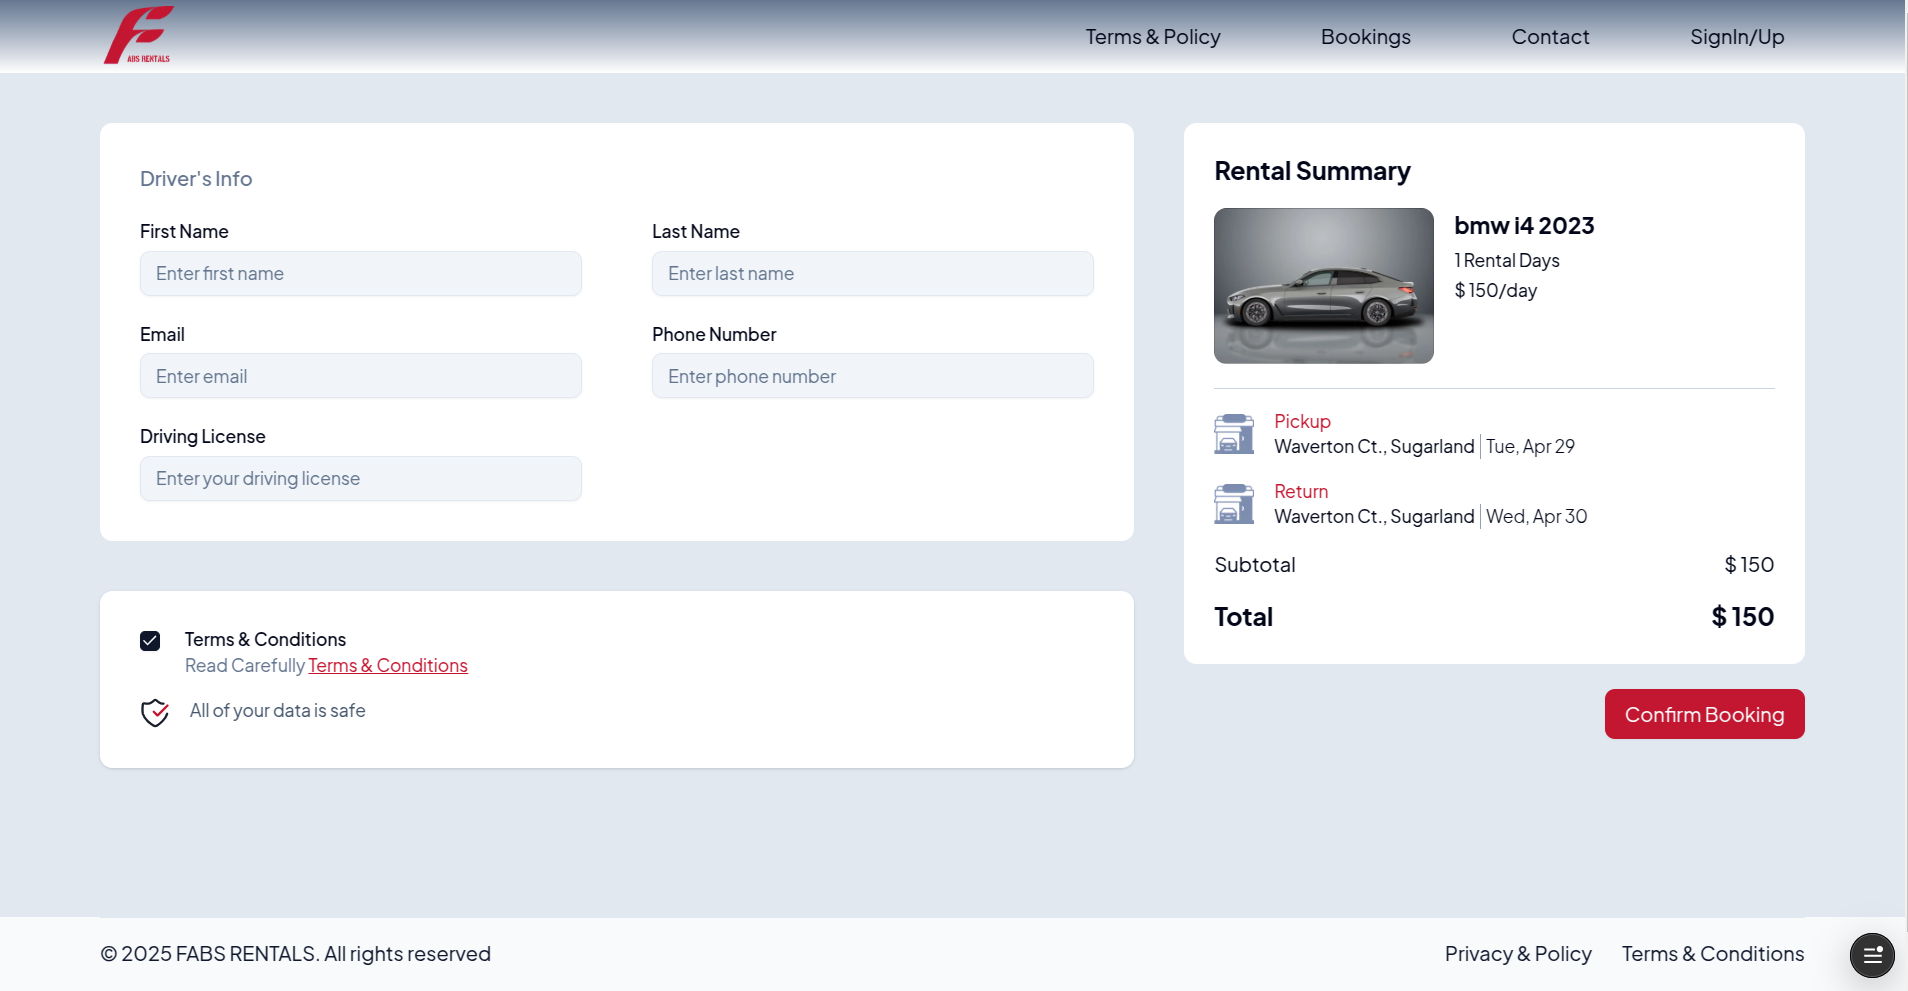 ABS RENTALS
Terms & Policy
Bookings
Contact
SignIn/Up
Driver's Info
First Name
Last Name
Enter first name
Enter last name
Email
Phone Number
Enter email
Enter phone number
Driving License
Enter your driving license
Terms & Conditions
Read Carefully Terms & Conditions
All of your data is safe
Rental Summary
bmw i4 2023
1 Rental Days
$ 150/day
Pickup
Waverton Ct., Sugarland Tue, Apr 29
Return
Waverton Ct., Sugarland Wed, Apr 30
Subtotal $ 150
Total $ 150
Confirm Booking
© 2025 FABS RENTALS. All rights reserved
Privacy & Policy
Terms & Conditions